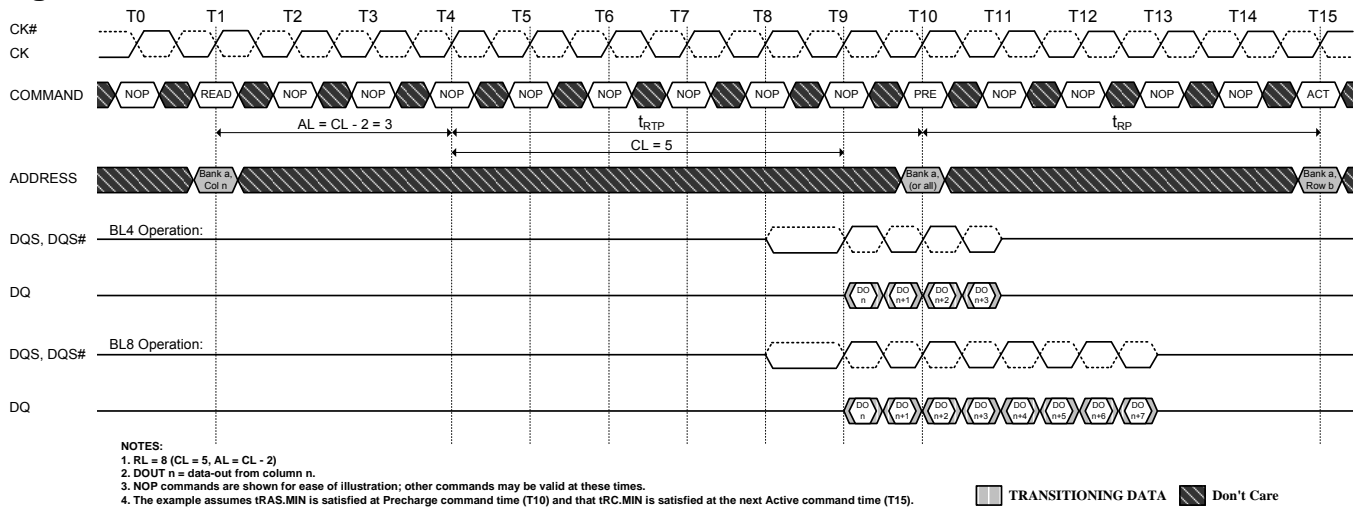 T0 T1 T2 T3 T4 T5 T6 T7 T8 T9 T10 T11 T12 T13 T14 T15
CK#
CK
COMMAND NOP READ NOP NOP NOP NOP NOP NOP NOP NOP PRE NOP NOP NOP NOP ACT
AL = CL - 2 = 3 tRTP tRP
CL = 5
ADDRESS Bank a, Col n Bank a, (or all) Bank a, Row b
BL4 Operation:
DQS, DQS#
DQ DO n DO n+1 DO n+2 DO n+3
BL8 Operation:
DQS, DQS#
DQ DO n DO n+1 DO n+2 DO n+3 DO n+4 DO n+5 DO n+6 DO n+7
NOTES:
1. RL = 8 (CL = 5, AL = CL - 2)
2. DOUT n = data-out from column n.
3. NOP commands are shown for ease of illustration; other commands may be valid at these times.
4. The example assumes tRAS.MIN is satisfied at Precharge command time (T10) and that tRC.MIN is satisfied at the next Active command time (T15).
TRANSITIONING DATA Don't Care